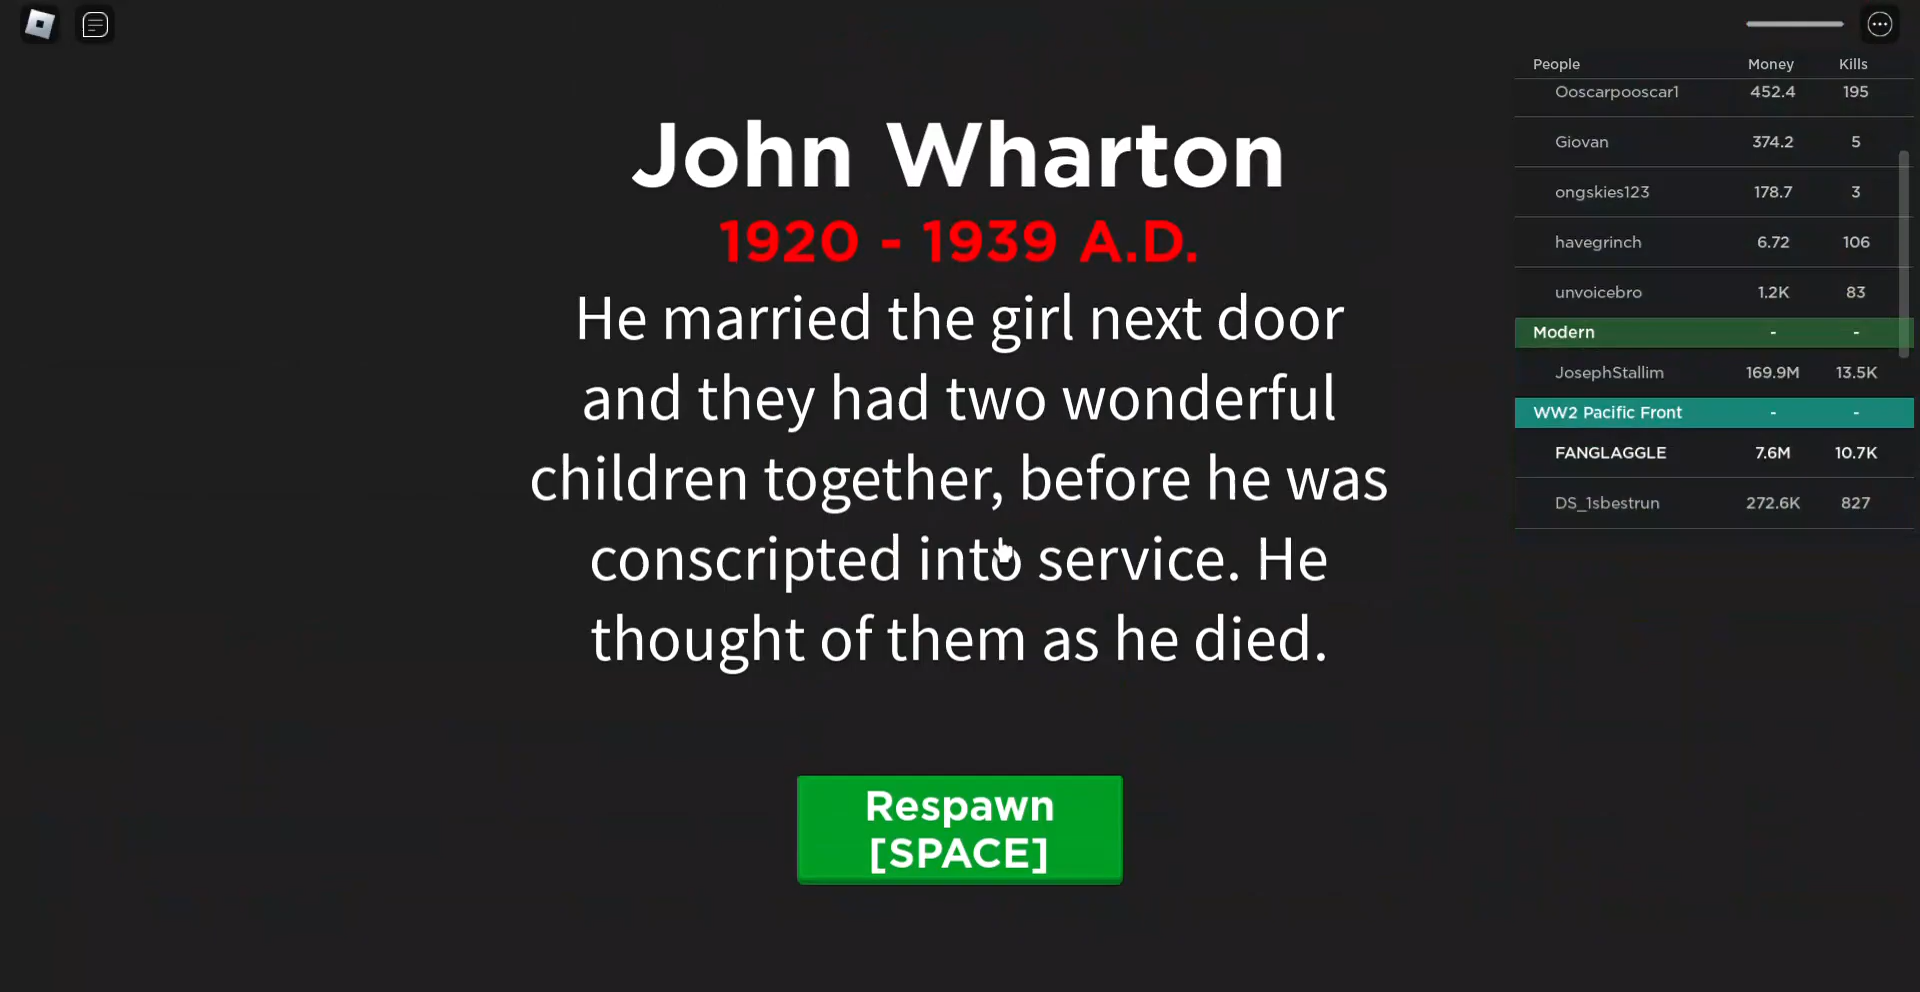 John Wharton
1920 - 1939 A.D.
He married the girl next door
and they had two wonderful
children together, before he was
conscripted into service. He
thought of them as he died.
Respawn
[SPACE]
People Money Kills
Ooscarpooscar1 452.4 195
Giovan 374.2 5
ongskies123 178.7 3
havegrinch 6.72 106
unvoicebro 1.2K 83
Modern - -
JosephStallim 169.9M 13.5K
WW2 Pacific Front - -
FANGLAGGLE 7.6M 10.7K
DS_1sbestrun 272.6K 827